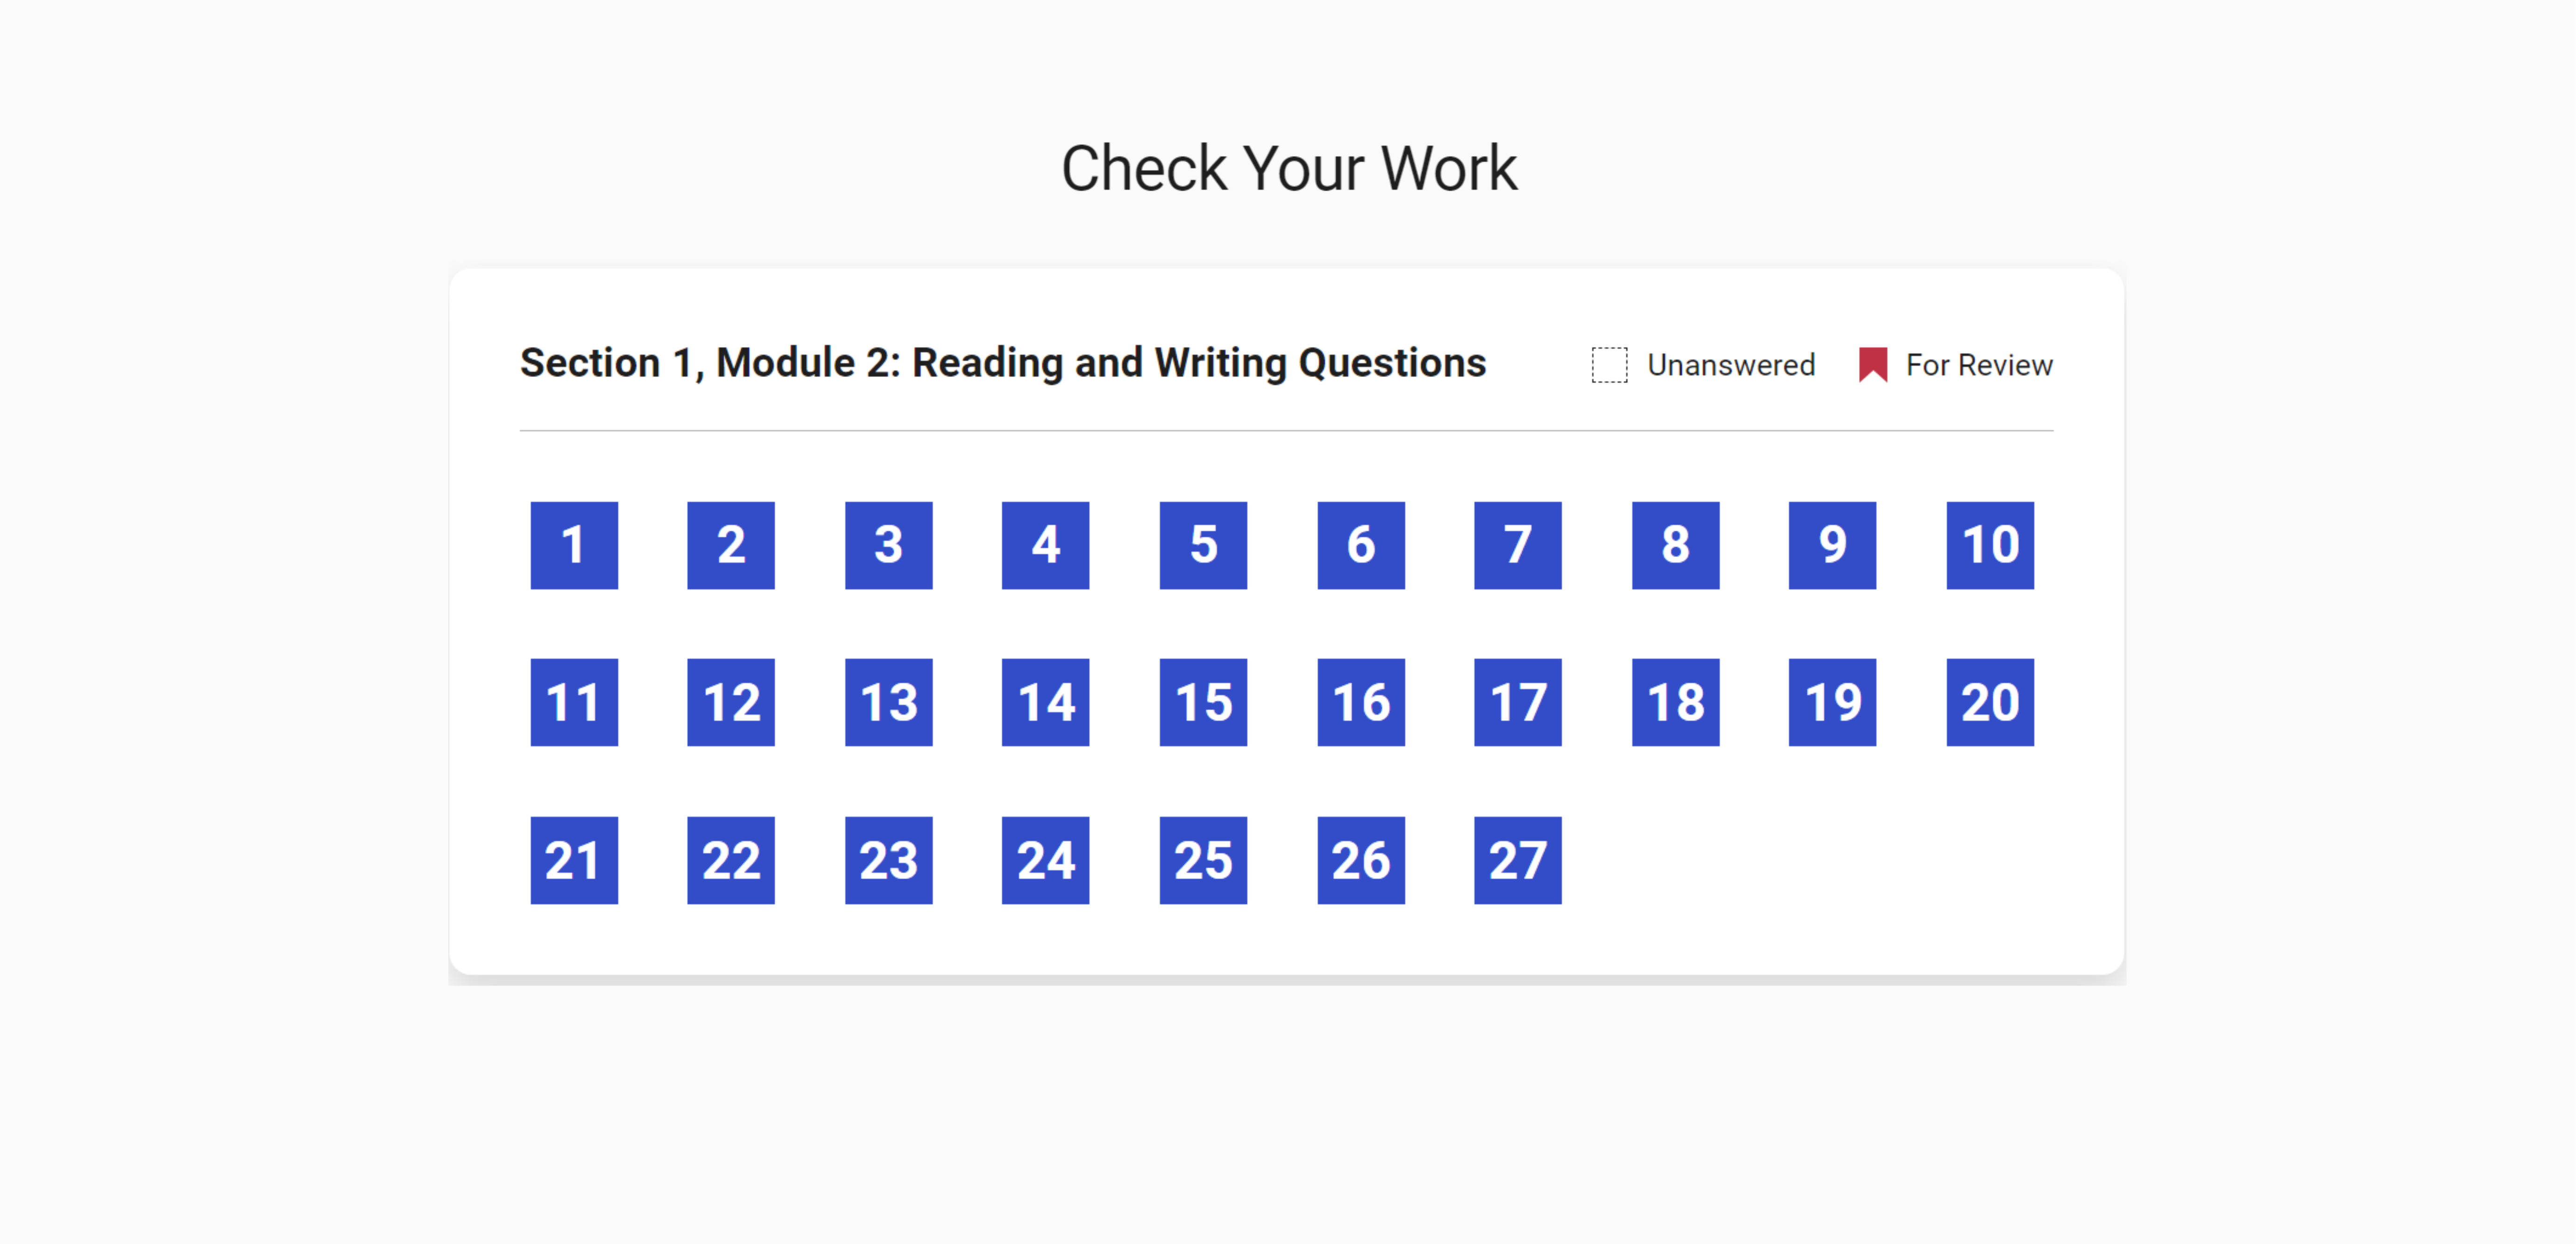 Check Your Work
Section 1, Module 2: Reading and Writing Questions Unanswered For Review
1 2 3 4 5 6 7 8 9 10
11 12 13 14 15 16 17 18 19 20
21 22 23 24 25 26 27